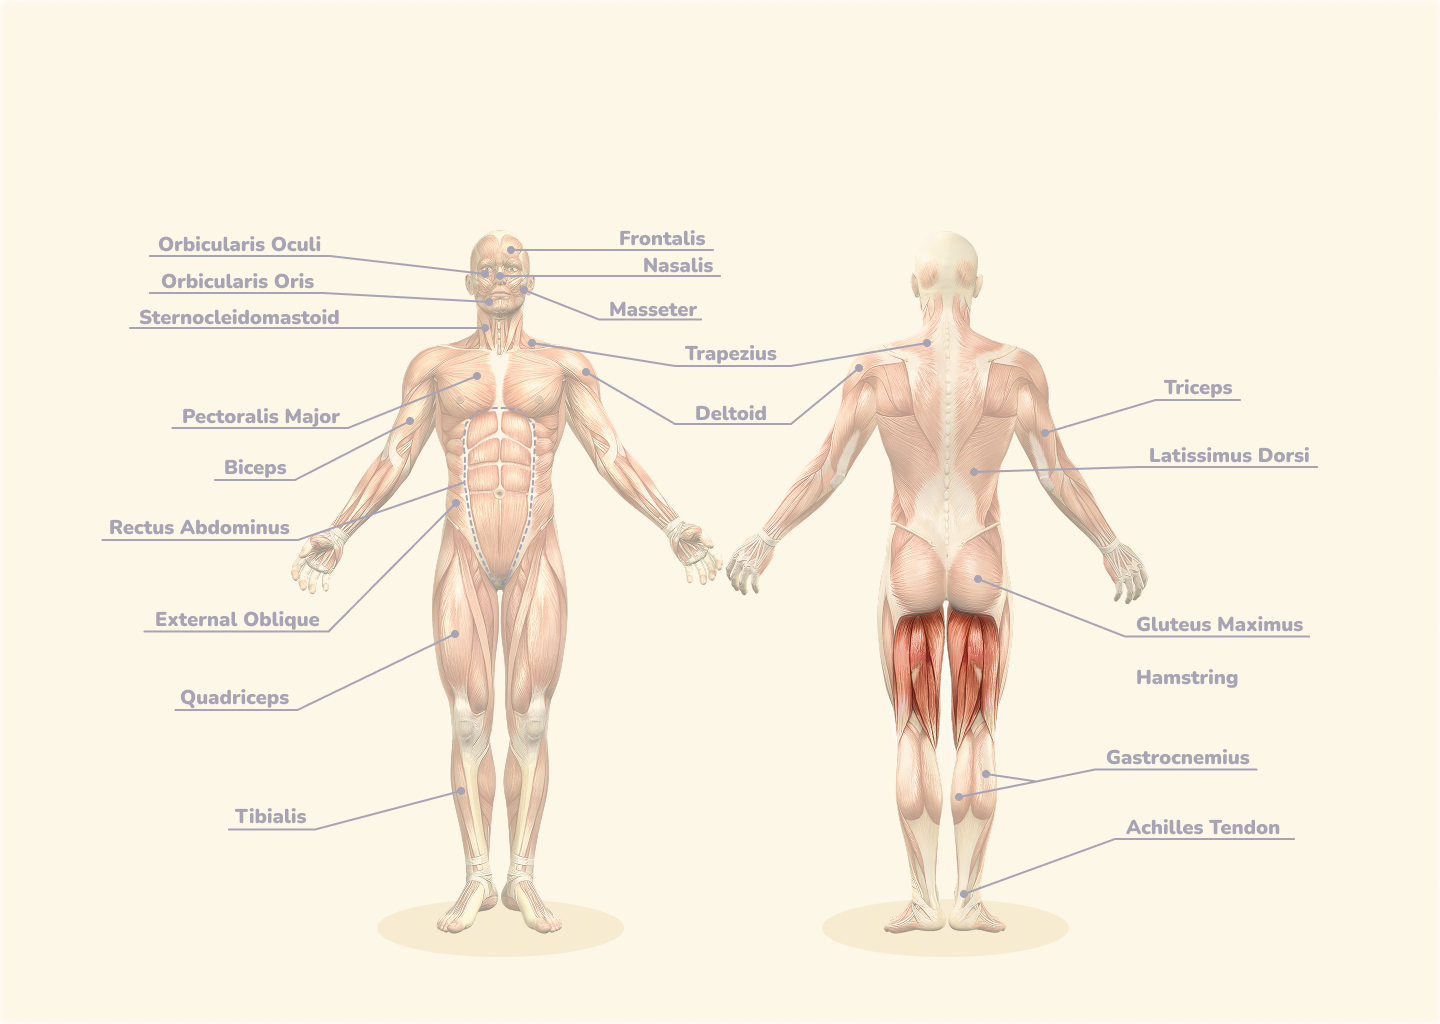 Orbicularis Oculi
Frontalis
Nasalis
Orbicularis Oris
Masseter
Sternocleidomastoid
Trapezius
Triceps
Pectoralis Major
Deltoid
Latissimus Dorsi
Biceps
Rectus Abdominus
External Oblique
Gluteus Maximus
Hamstring
Quadriceps
Gastrocnemius
Tibialis
Achilles Tendon